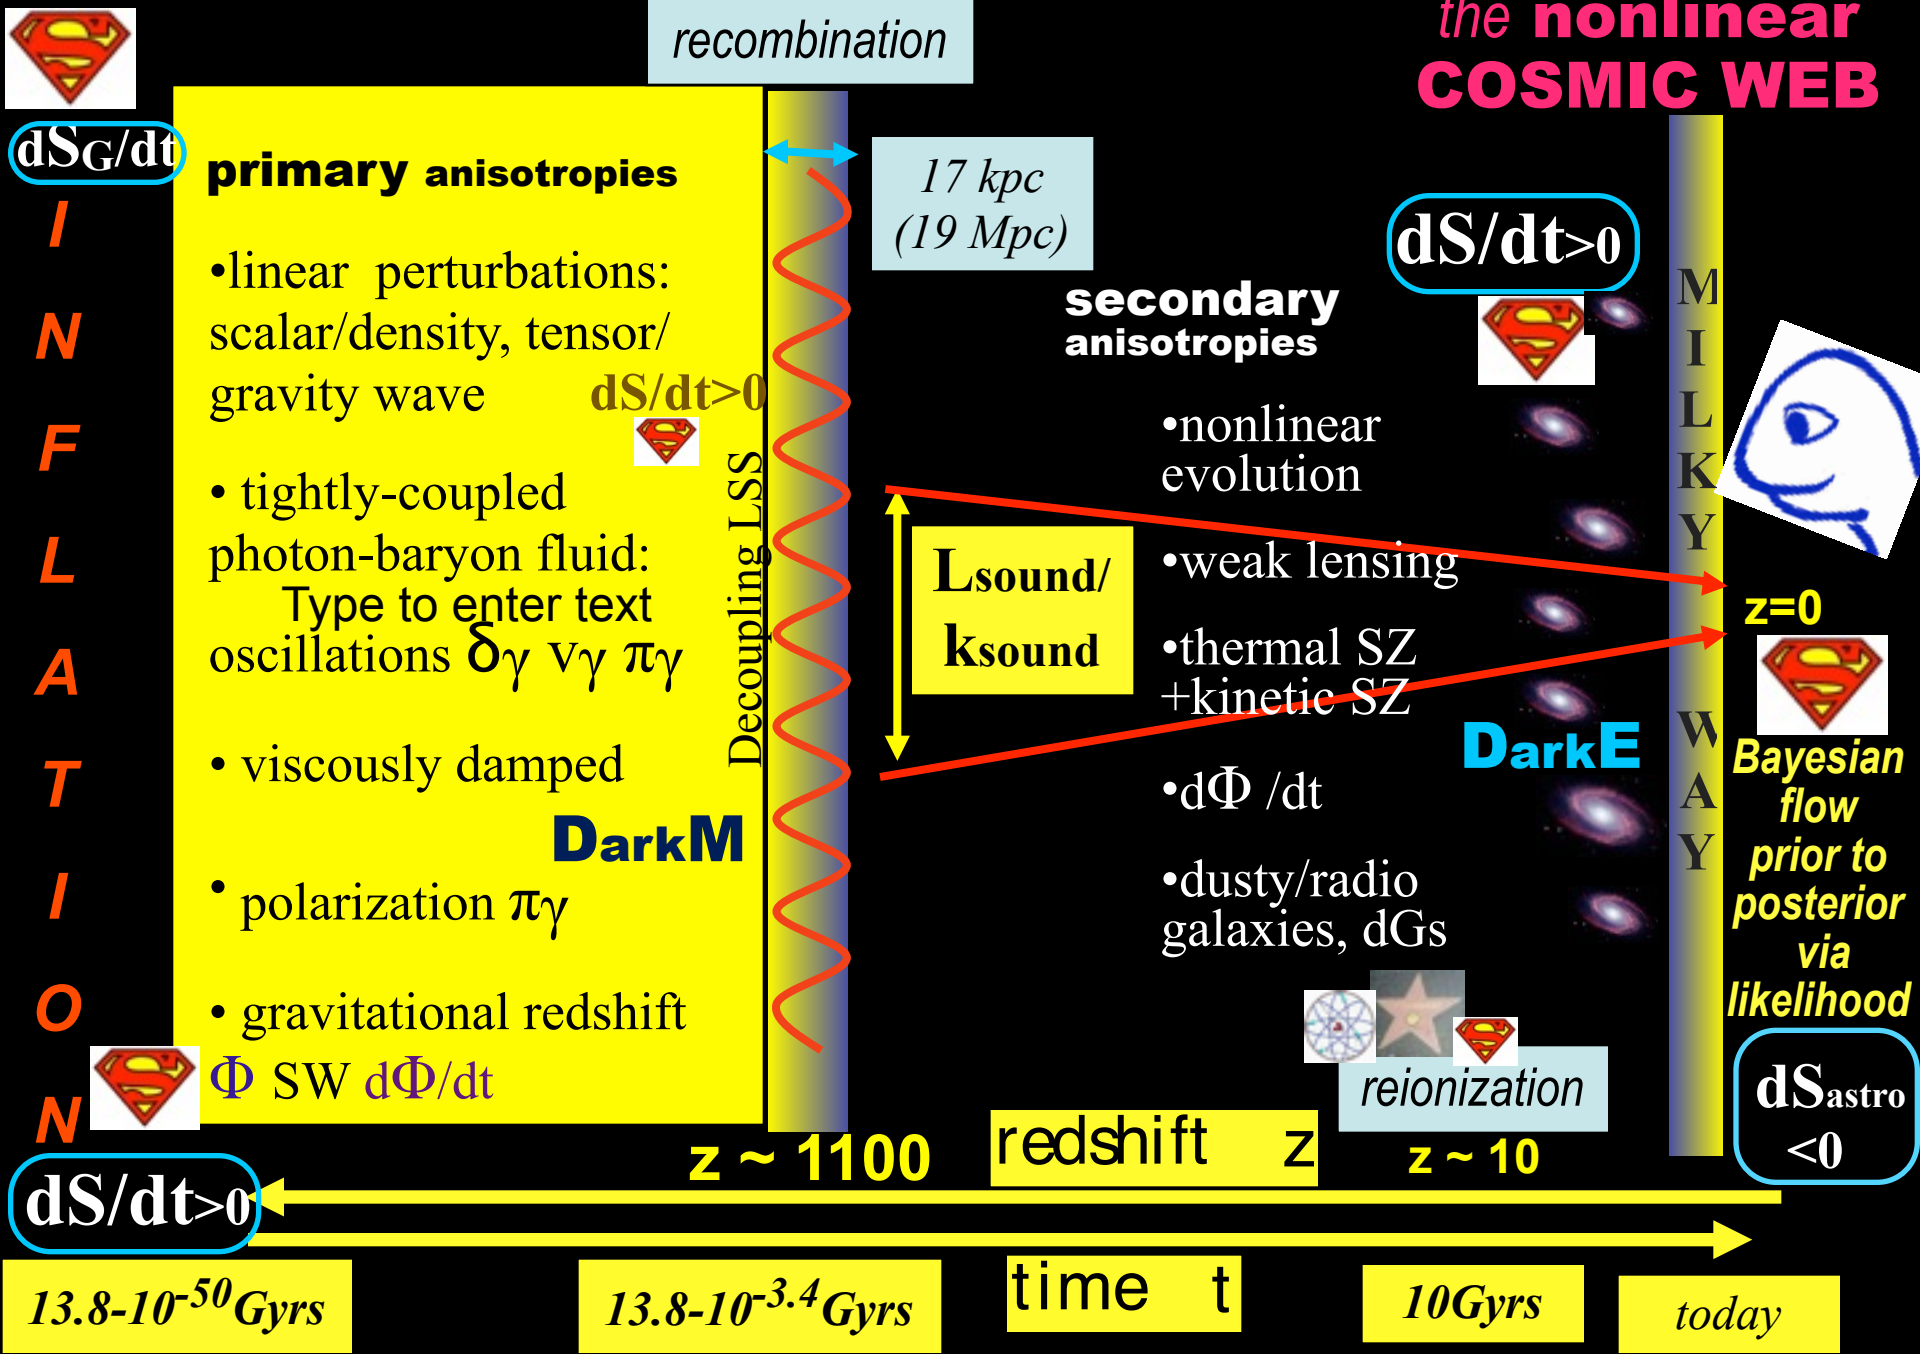 recombination
the nonlinear
COSMIC WEB
dSG/dt
INFLATION
primary anisotropies
•linear perturbations:
scalar/density, tensor/
gravity wave
dS/dt>0
• tightly-coupled
photon-baryon fluid:
Type to enter text
oscillations δγ vγ πγ
• viscously damped
DarkM
• polarization πγ
• gravitational redshift
Φ SW dΦ/dt
Decoupling LSS
17 kpc
(19 Mpc)
secondary
anisotropies
dS/dt>0
•nonlinear
evolution
•weak lensing
•thermal SZ
+kinetic SZ
•dΦ /dt
•dusty/radio
galaxies, dGs
Lsound/
ksound
DarkE
MILKY WAY
z=0
Bayesian
flow
prior to
posterior
via
likelihood
dSastro
<0
reionization
z ~ 1100
redshift z
z ~ 10
dS/dt>0
13.8-10^-50Gyrs
13.8-10^-3.4Gyrs
time t
10Gyrs
today